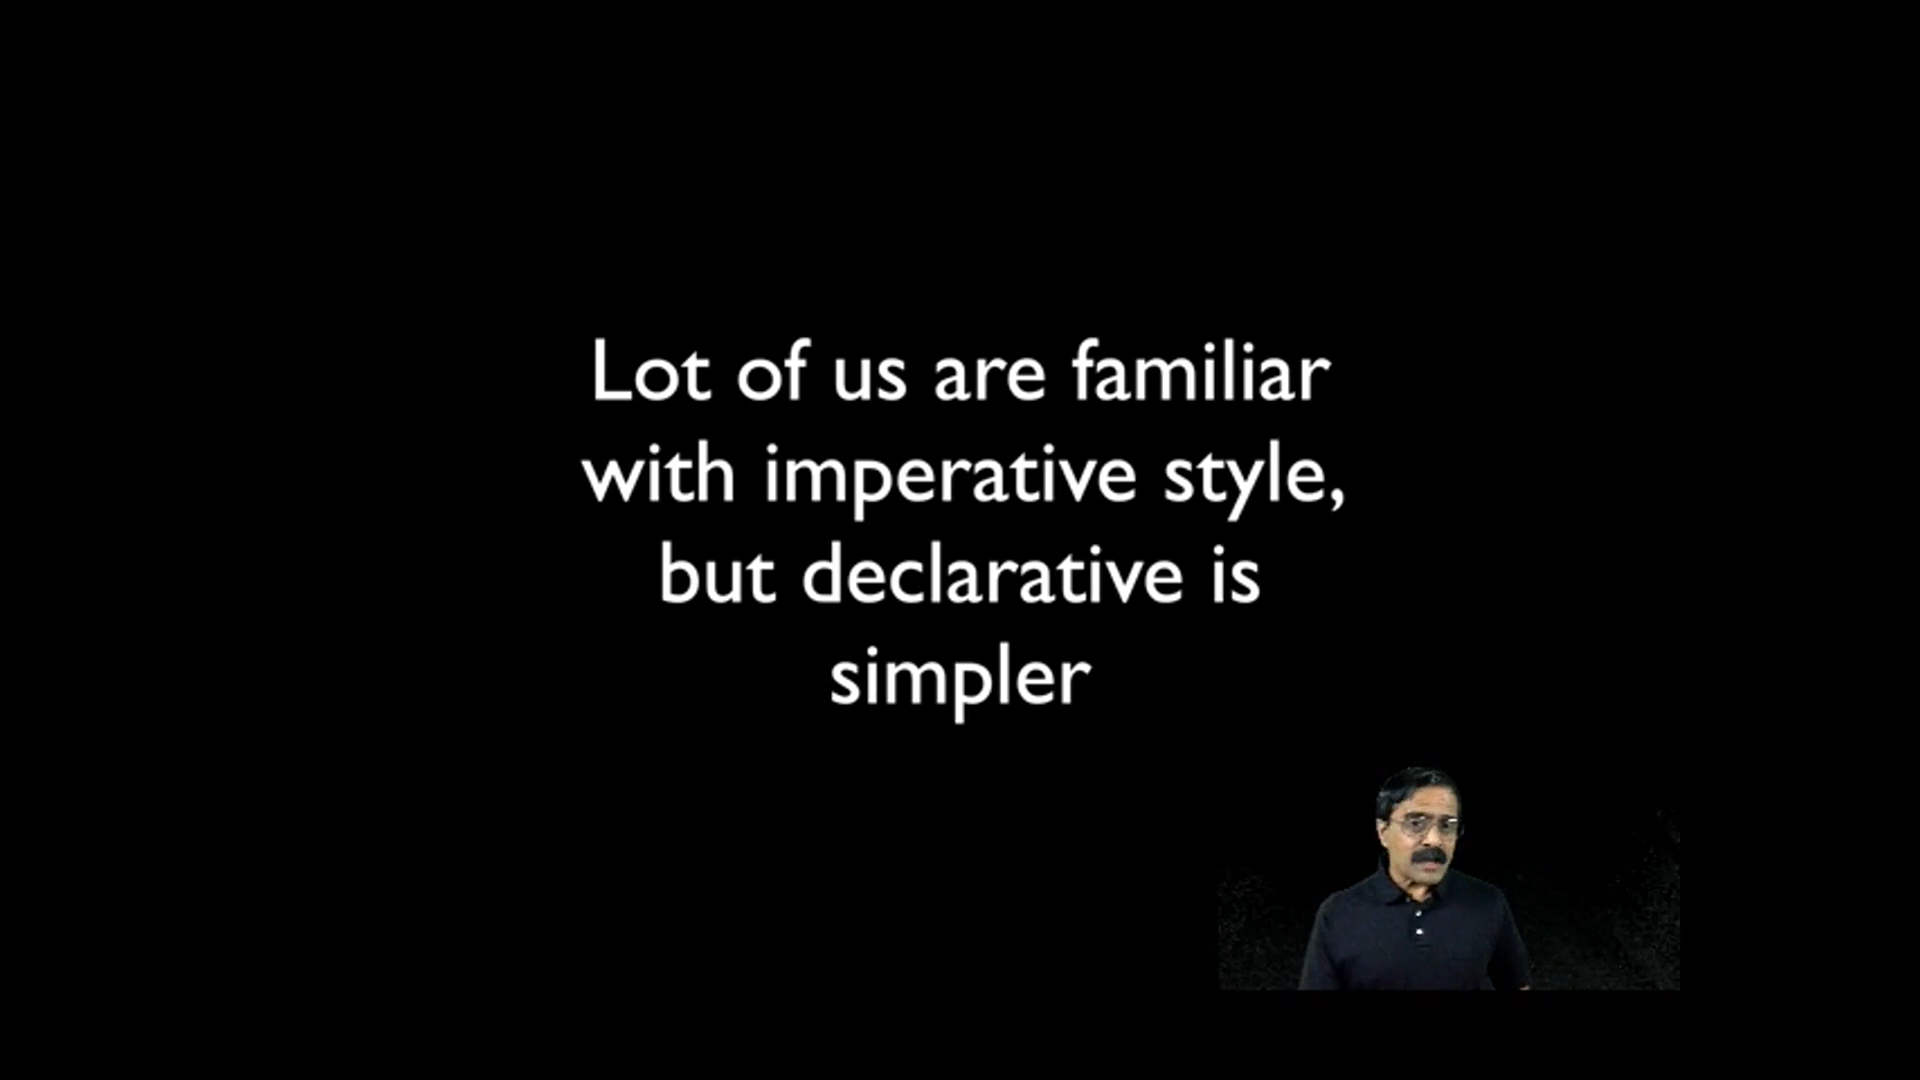 Lot of us are familiar
with imperative style,
but declarative is
simpler